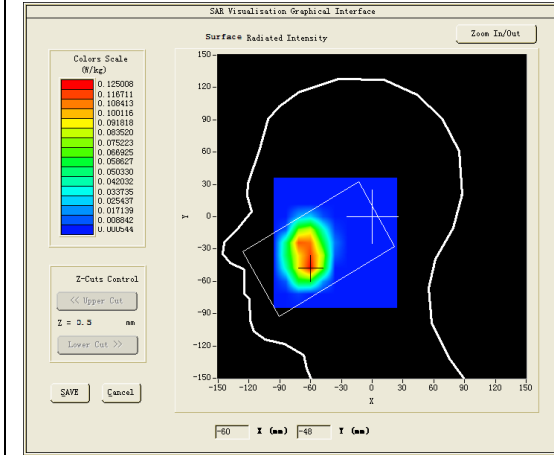 SAR Visualisation Graphical Interface
Surface Radiated Intensity
Zoom In/Out
Colors Scale
(W/kg)
0.125008
0.116711
0.108413
0.100116
0.091818
0.083520
0.075223
0.066925
0.058627
0.050330
0.042032
0.033735
0.025437
0.017139
0.008842
0.000544
150
120
90
60
30
0
-30
-60
-90
-120
-150
Y
-150 -120 -90 -60 -30 0 30 60 90 120 150
X
Z-Cuts Control
<< Upper Cut
Z = 0.5 mm
Lower Cut >>
SAVE Cancel
-60 X (mm) -48 Y (mm)